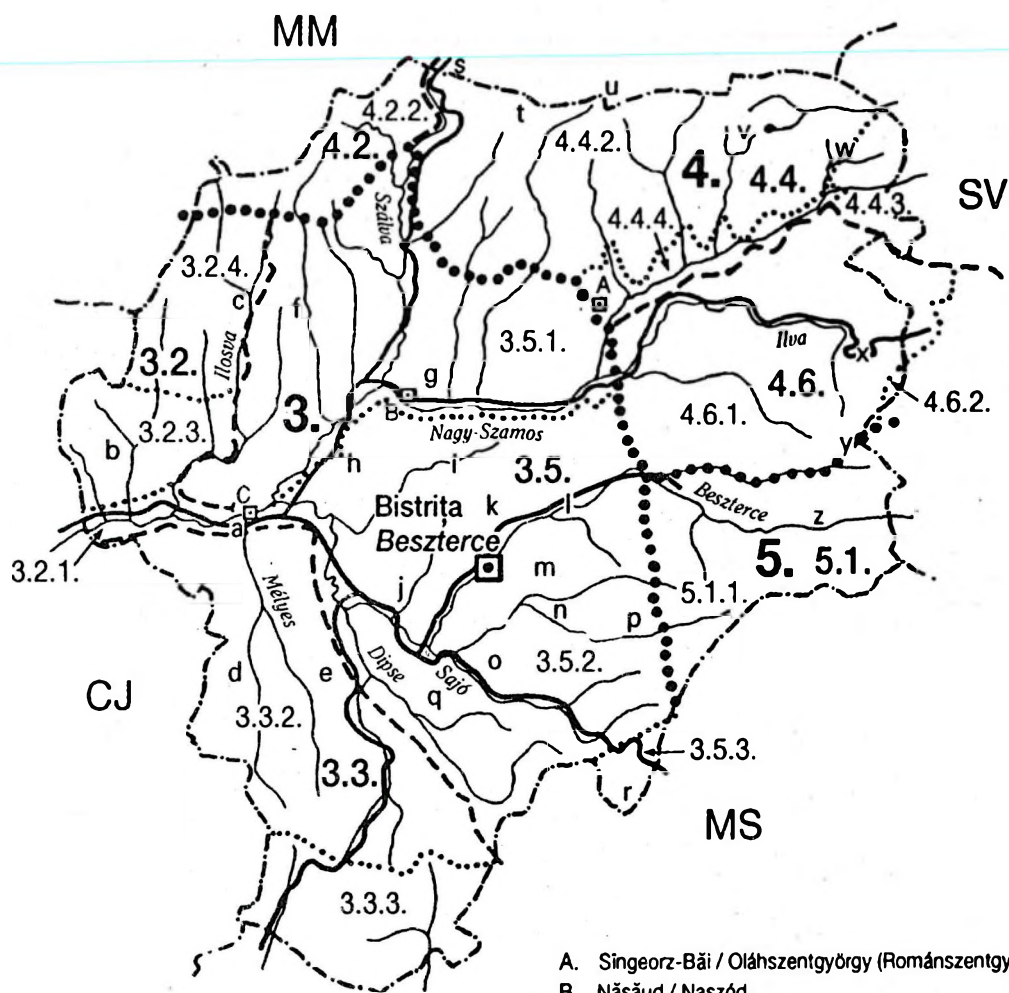 MM
s
4.2.2.
t
u
4.4.2.
4.2.
v
4.
4.4.
w
SV
Szálva
4.4.4.
4.4.3.
3.2.4.
c
A
f
3.5.1.
Ilva
x
Ilosva
3.2.
3.
g
4.6.
4.6.2.
B
4.6.1.
3.2.3.
Nagy-Szamos
y
b
h
i
3.5.
C
Bistrita
k
l
Beszterce
z
a
Beszterce
5.
5.1.
3.2.1.
m
Mélyes
j
5.1.1.
n
p
Dipse
o
3.5.2.
Sajó
d
e
q
CJ
3.3.2.
3.5.3.
3.3.
r
MS
3.3.3.
A. Singeorz-Băi / Oláhszentgyörgy (Románszentgy
B. Năsăud / Naszód